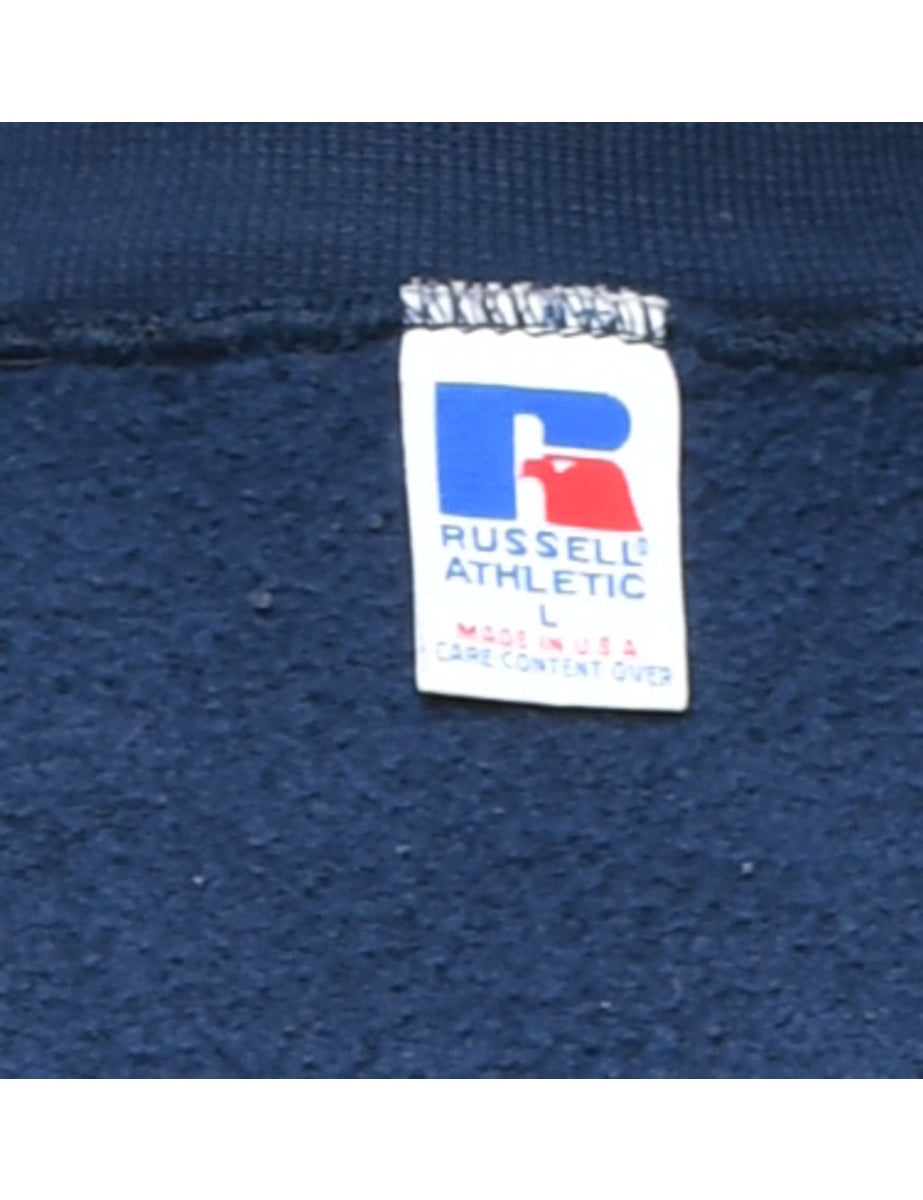 RUSSELL®
ATHLETIC
L
MADE IN U.S.A
CARE CONTENT OVER